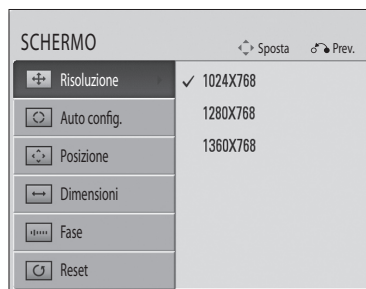 SCHERMO
Sposta
Prev.
Risoluzione
Auto config.
Posizione
Dimensioni
Fase
Reset
✓ 1024X768
1280X768
1360X768